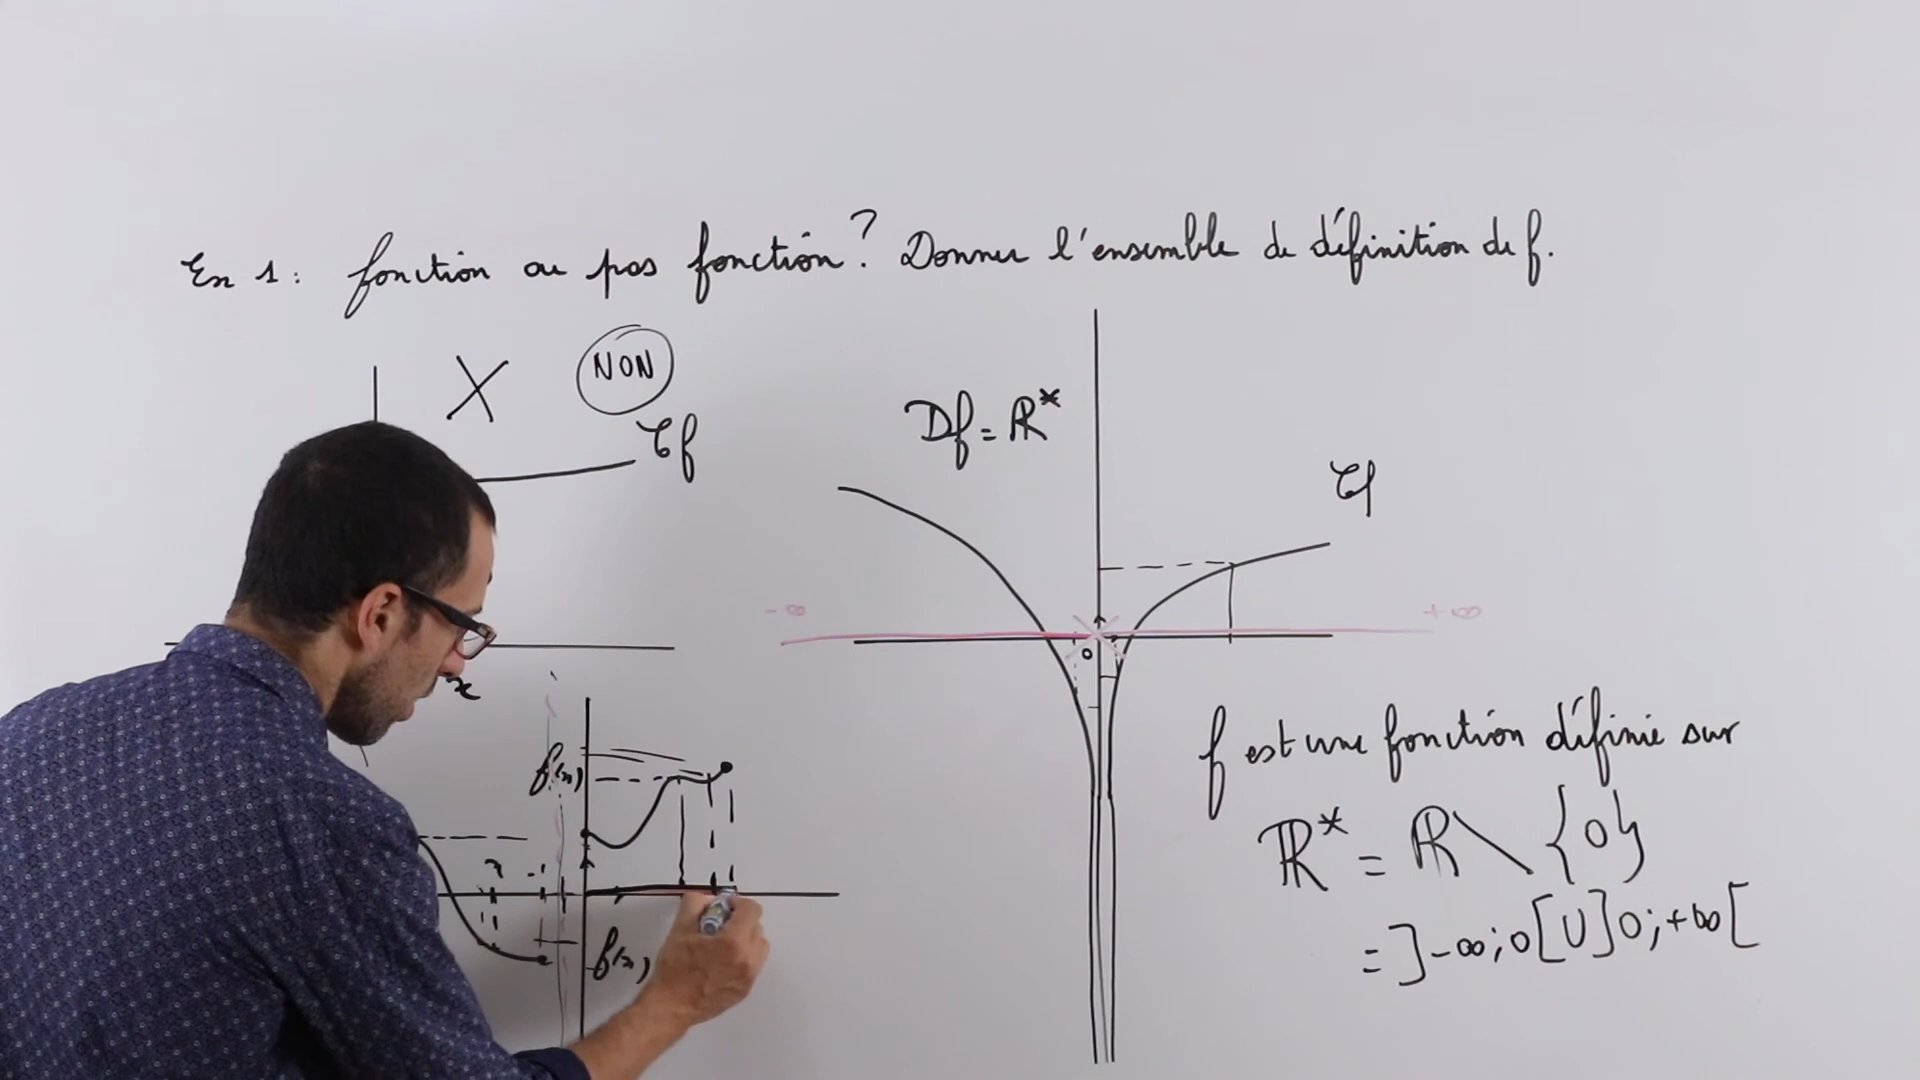 Ex 1: fonction ou pas fonction? Donner l'ensemble de définition de f.
NON
Cf
x
Df = ℝ*
Cf
-∞
+∞
0
f(x)
-1
f(x)
f est une fonction définie sur
ℝ* = ℝ \ {0}
= ]-∞;0[U]0;+∞[